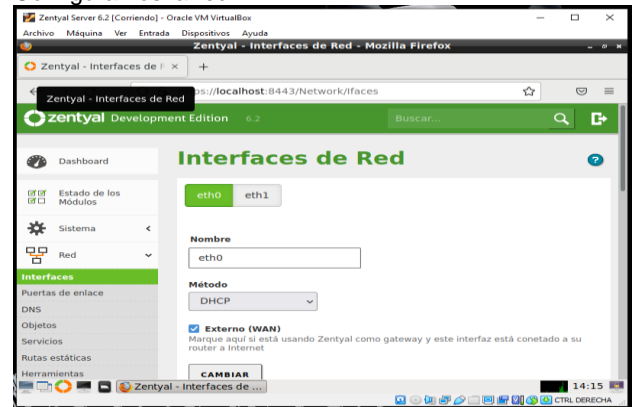 Zentyal Server 6.2 [Corriendo] - Oracle VM VirtualBox
Archivo Máquina Ver Entrada Dispositivos Ayuda
Zentyal - Interfaces de Red - Mozilla Firefox
Zentyal - Interfaces de R
Zentyal - Interfaces de Red
ps://localhost:8443/Network/Ifaces
zentyal Development Edition 6.2
Buscar...
Dashboard
Estado de los
Módulos
Sistema
Red
Interfaces
Puertas de enlace
DNS
Objetos
Servicios
Rutas estáticas
Herramientas
Interfaces de Red
eth0 eth1
Nombre
eth0
Método
DHCP
Externo (WAN)
Marque aquí si está usando Zentyal como gateway y este interfaz está conetado a su
router a Internet
CAMBIAR
Zentyal - Interfaces de ...
14:15
CTRL DERECHA